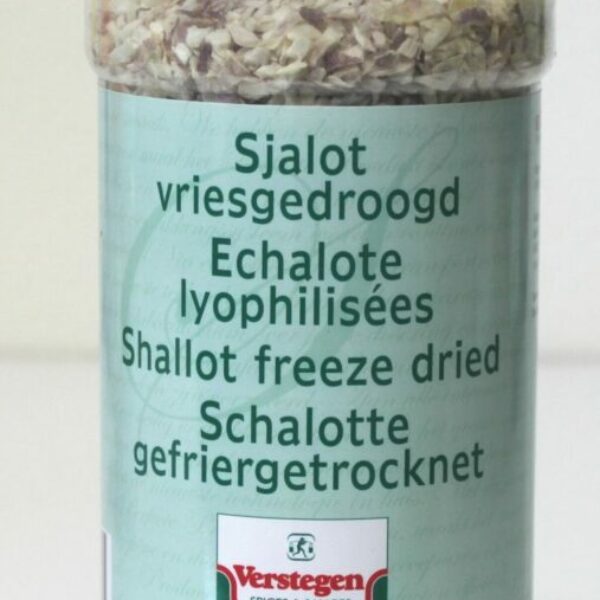 Sjalot
vriesgedroogd
Echalote
lyophilisées
Shallot freeze dried
Schalotte
gefriergetrocknet
Verstegen